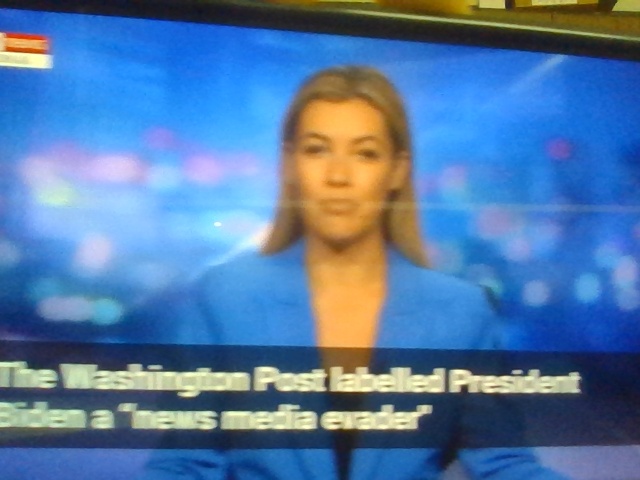 The Washington Post labelled President
Biden a "news media evader"